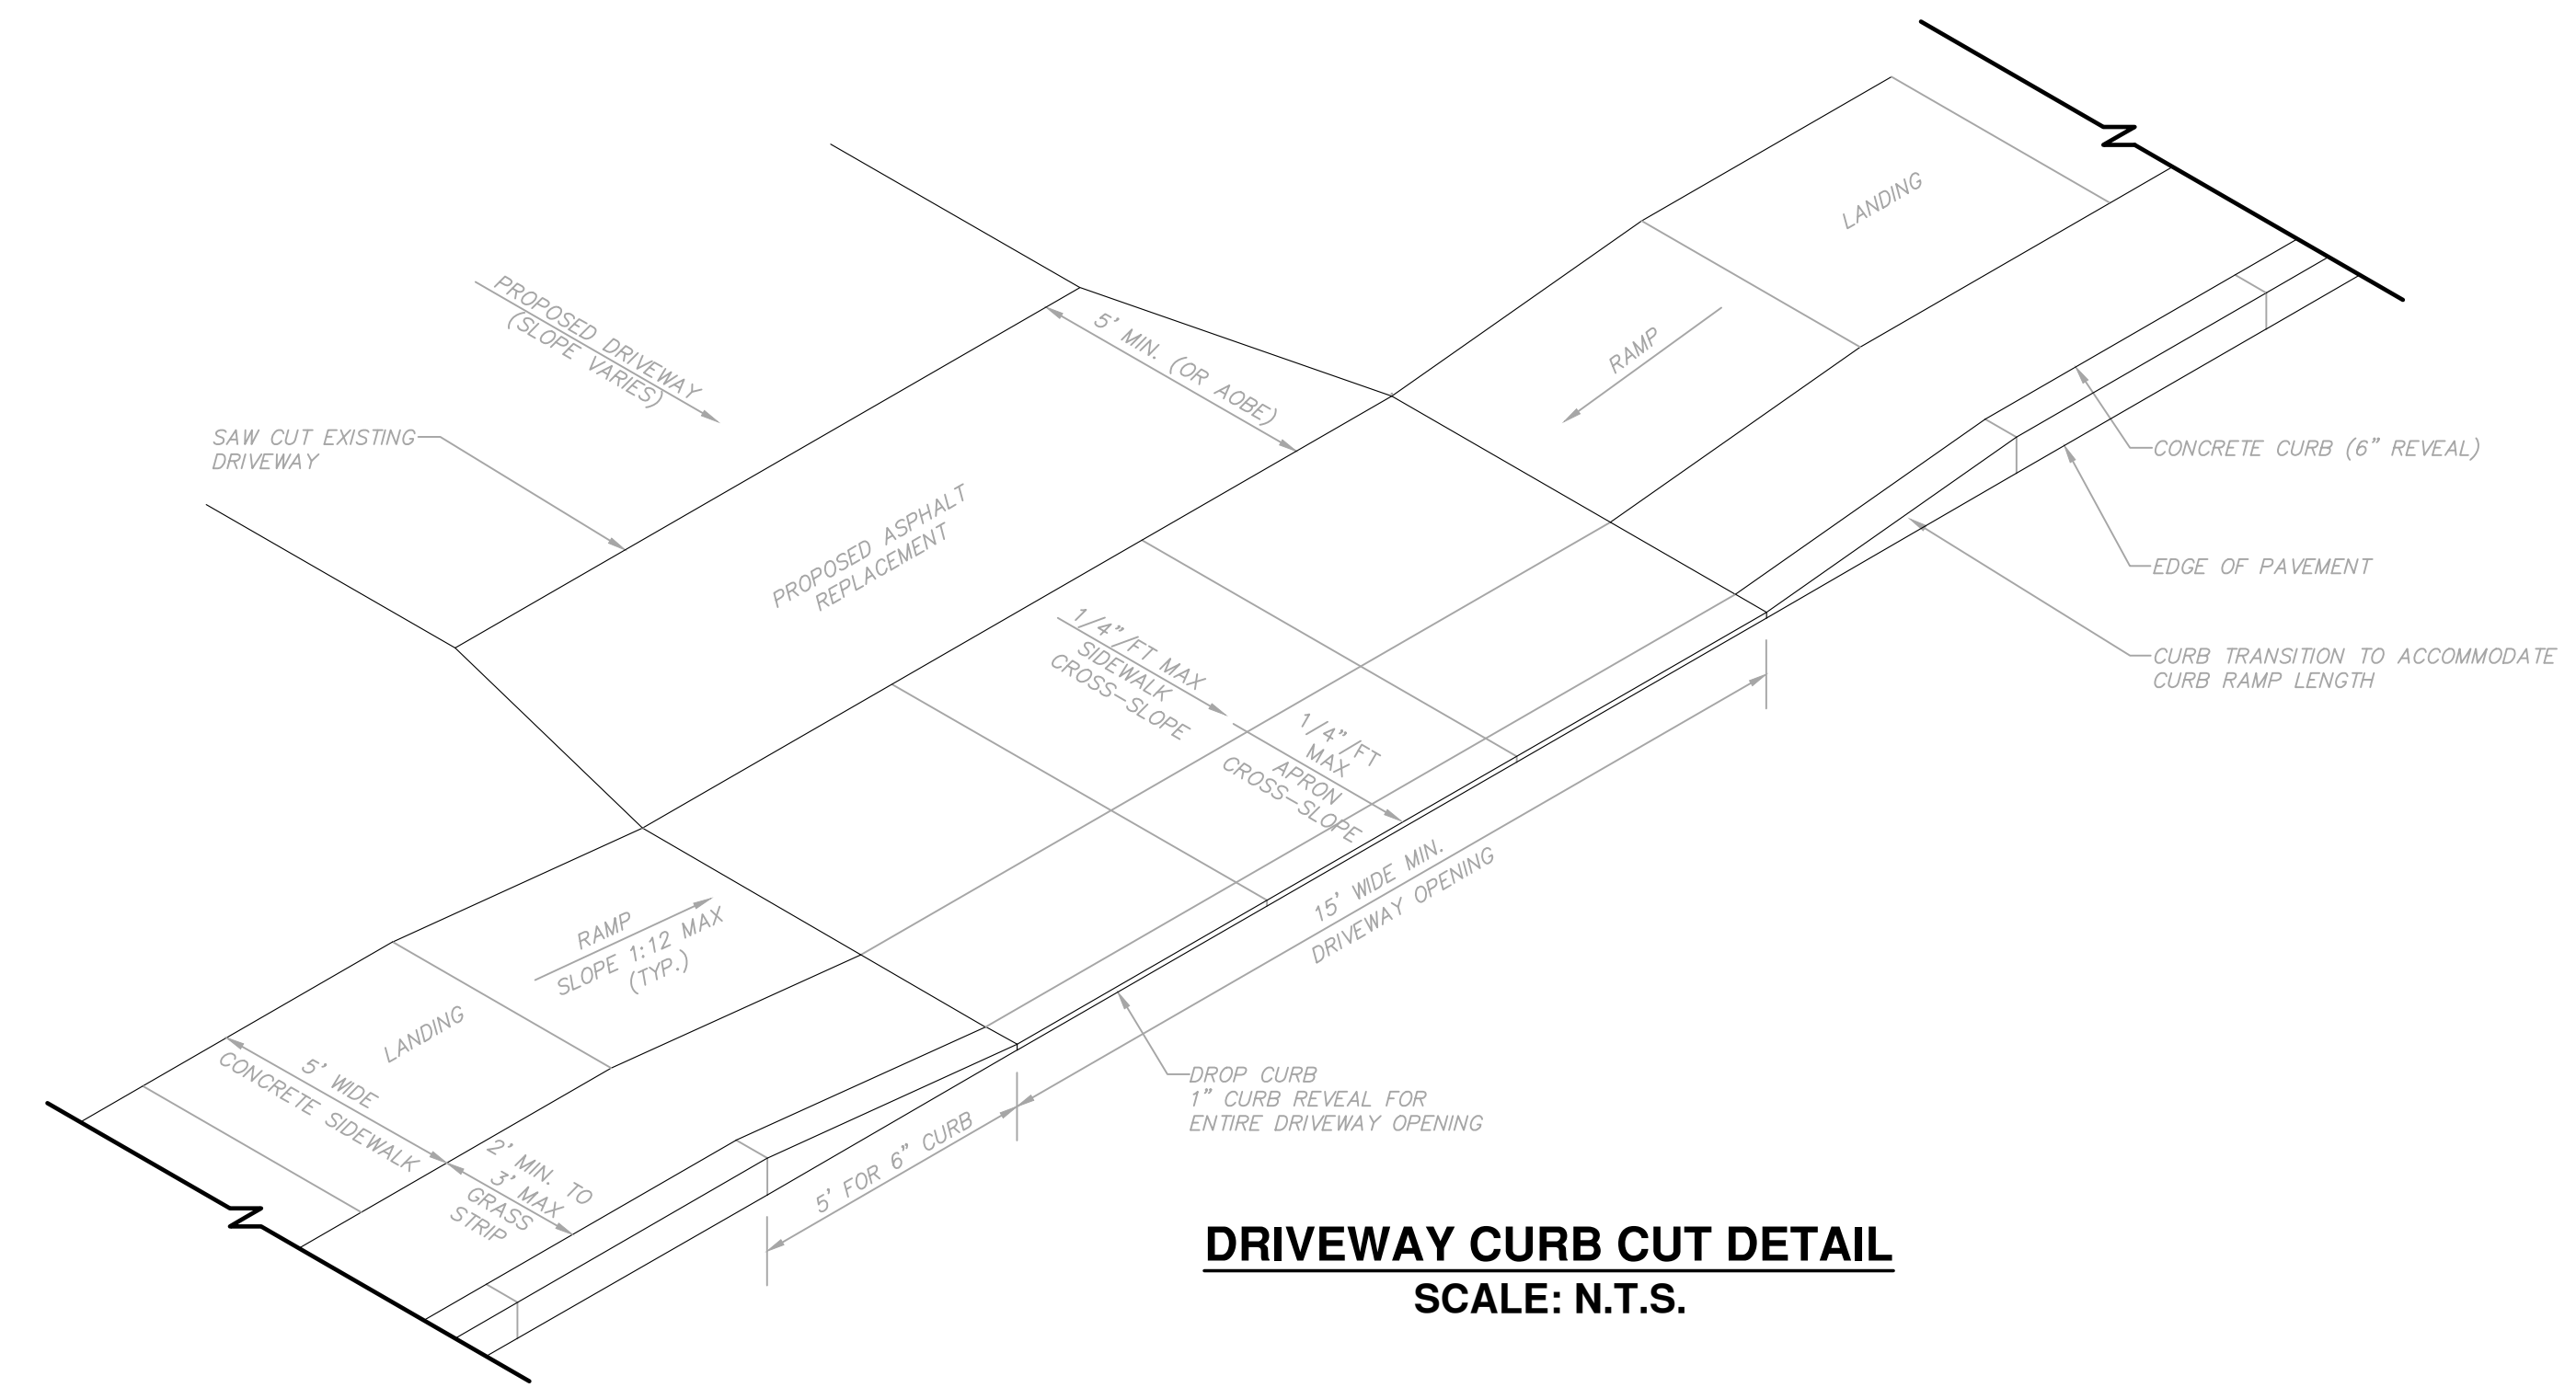 LANDING
PROPOSED DRIVEWAY
(SLOPE VARIES)
5' MIN. (OR AOBE)
RAMP
SAW CUT EXISTING
DRIVEWAY
CONCRETE CURB (6" REVEAL)
PROPOSED ASPHALT
REPLACEMENT
EDGE OF PAVEMENT
1/4"/FT MAX
SIDEWALK
CROSS-SLOPE
CURB TRANSITION TO ACCOMMODATE
CURB RAMP LENGTH
1/4"/FT
MAX
APRON
CROSS-SLOPE
15' WIDE MIN.
DRIVEWAY OPENING
RAMP
SLOPE 1:12 MAX
(TYP.)
LANDING
5' WIDE
CONCRETE SIDEWALK
2' MIN. TO
3' MAX
GRASS
STRIP
5' FOR 6" CURB
DROP CURB
1" CURB REVEAL FOR
ENTIRE DRIVEWAY OPENING
DRIVEWAY CURB CUT DETAIL
SCALE: N.T.S.